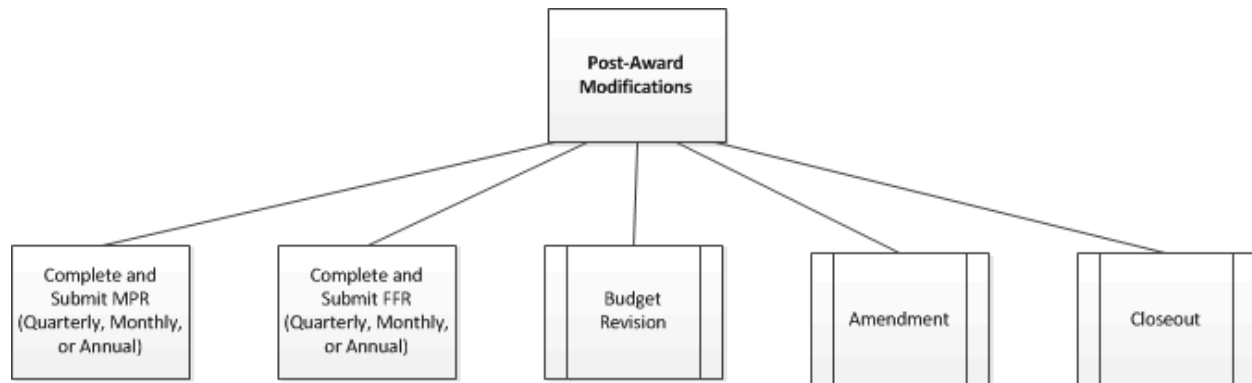 Post-Award
Modifications
Complete and
Submit MPR
(Quarterly, Monthly,
or Annual)
Complete and
Submit FFR
(Quarterly, Monthly,
or Annual)
Budget
Revision
Amendment
Closeout